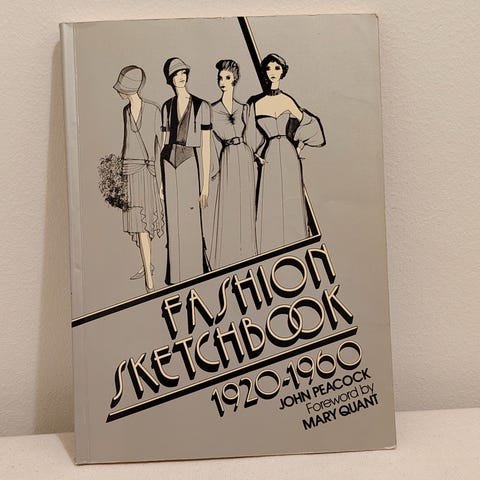 FASHION
SKETCHBOOK
1920-1960
JOHN PEACOCK
Foreword by
MARY QUANT